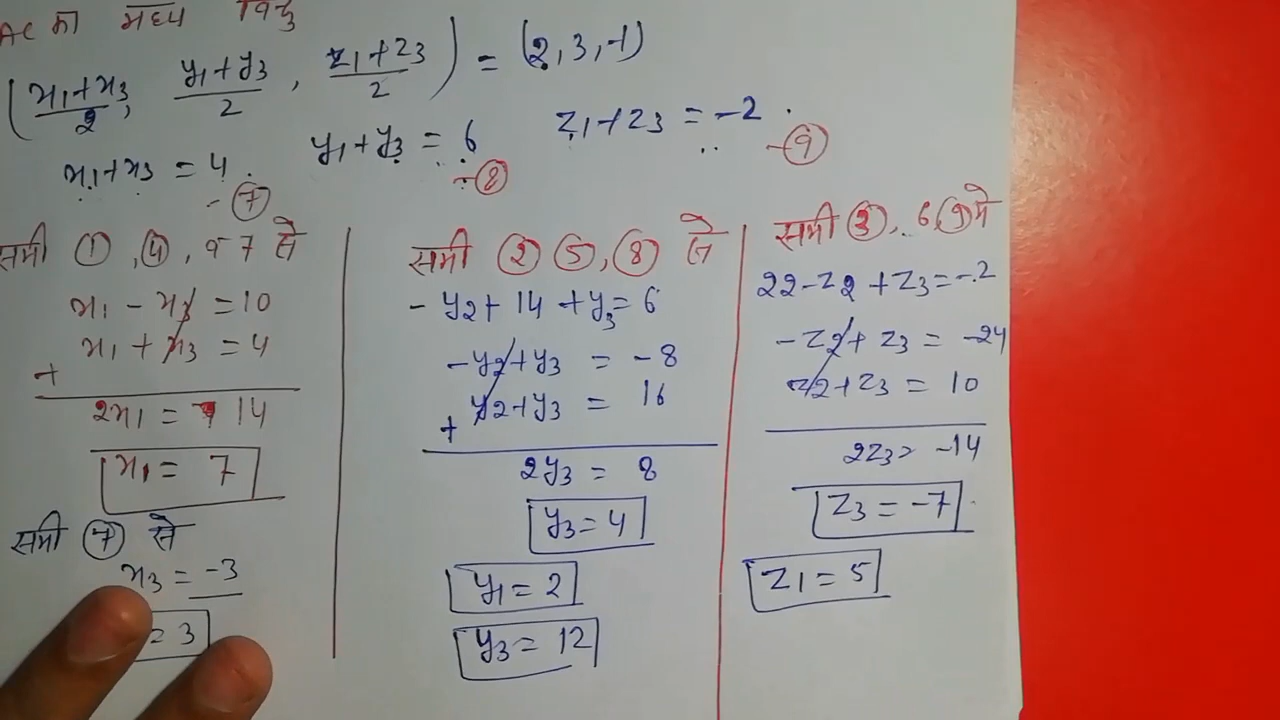 AC का मध्य बिंदु
(x1+x3/2, y1+y3/2, z1+z3/2) = (2, 3, -1)
x1+x3 = 4 -⑦
y1+y3 = 6 -⑧
z1+z3 = -2 -⑨
समी ①, ④, व 7 से
x1 - x3 = 10
x1 + x3 = 4
+
2x1 = 14
x1 = 7
समी ⑦ से
x3 = -3
= 3
समी ② ⑤, ⑧ से
- y2 + 14 + y3 = 6
- y2 + y3 = -8
y2 + y3 = 16
+
2y3 = 8
y3 = 4
y1 = 2
y3 = 12
समी ③, 6, ⑨ मे
22 - z2 + z3 = -2
- z2 + z3 = -24
z2 + z3 = 10
2z3 = -14
z3 = -7
z1 = 5